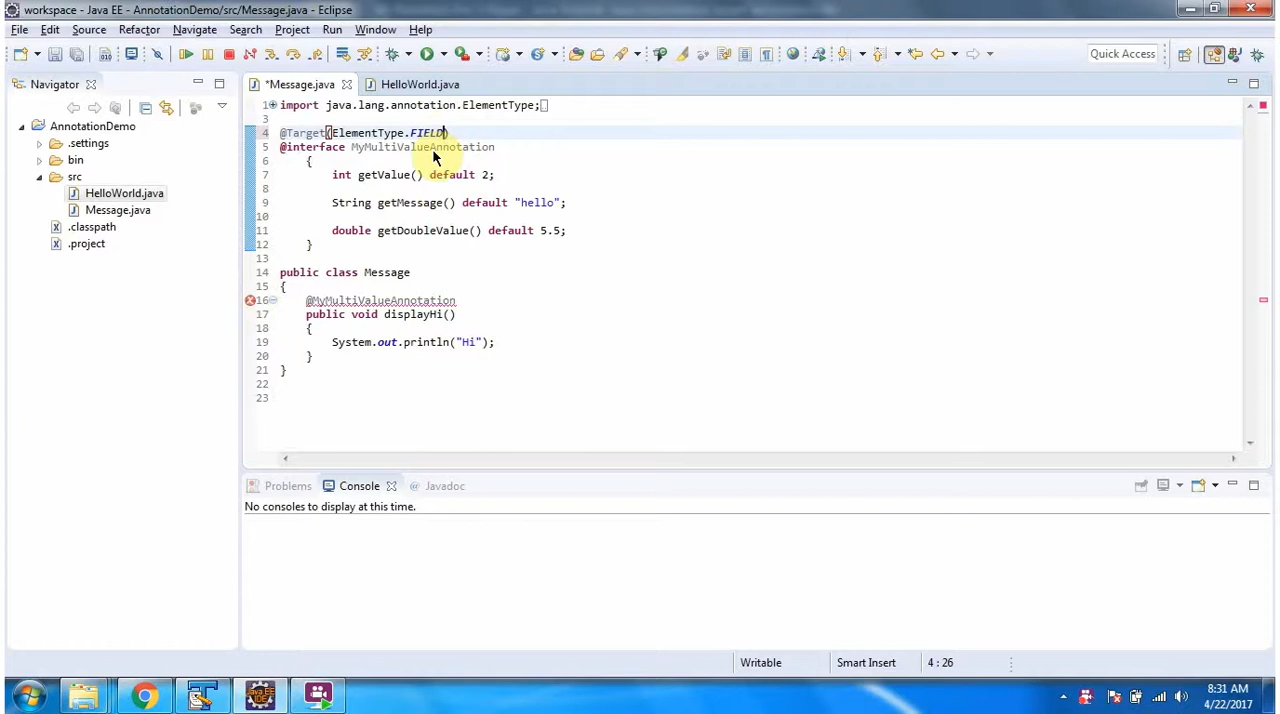 workspace - Java EE - AnnotationDemo/src/Message.java - Eclipse
File Edit Source Refactor Navigate Search Project Run Window Help
Quick Access
Navigator
*Message.java HelloWorld.java
AnnotationDemo
.settings
bin
src
HelloWorld.java
Message.java
.classpath
.project
1 import java.lang.annotation.ElementType;
3
4 @Target(ElementType.FIELD)
5 @interface MyMultiValueAnnotation
6 {
7 int getValue() default 2;
8
9 String getMessage() default "hello";
10
11 double getDoubleValue() default 5.5;
12 }
13
14 public class Message
15 {
16 @MyMultiValueAnnotation
17 public void displayHi()
18 {
19 System.out.println("Hi");
20 }
21 }
22
23
Problems Console @ Javadoc
No consoles to display at this time.
Writable Smart Insert 4 : 26
Java EE
IDE
8:31 AM
4/22/2017